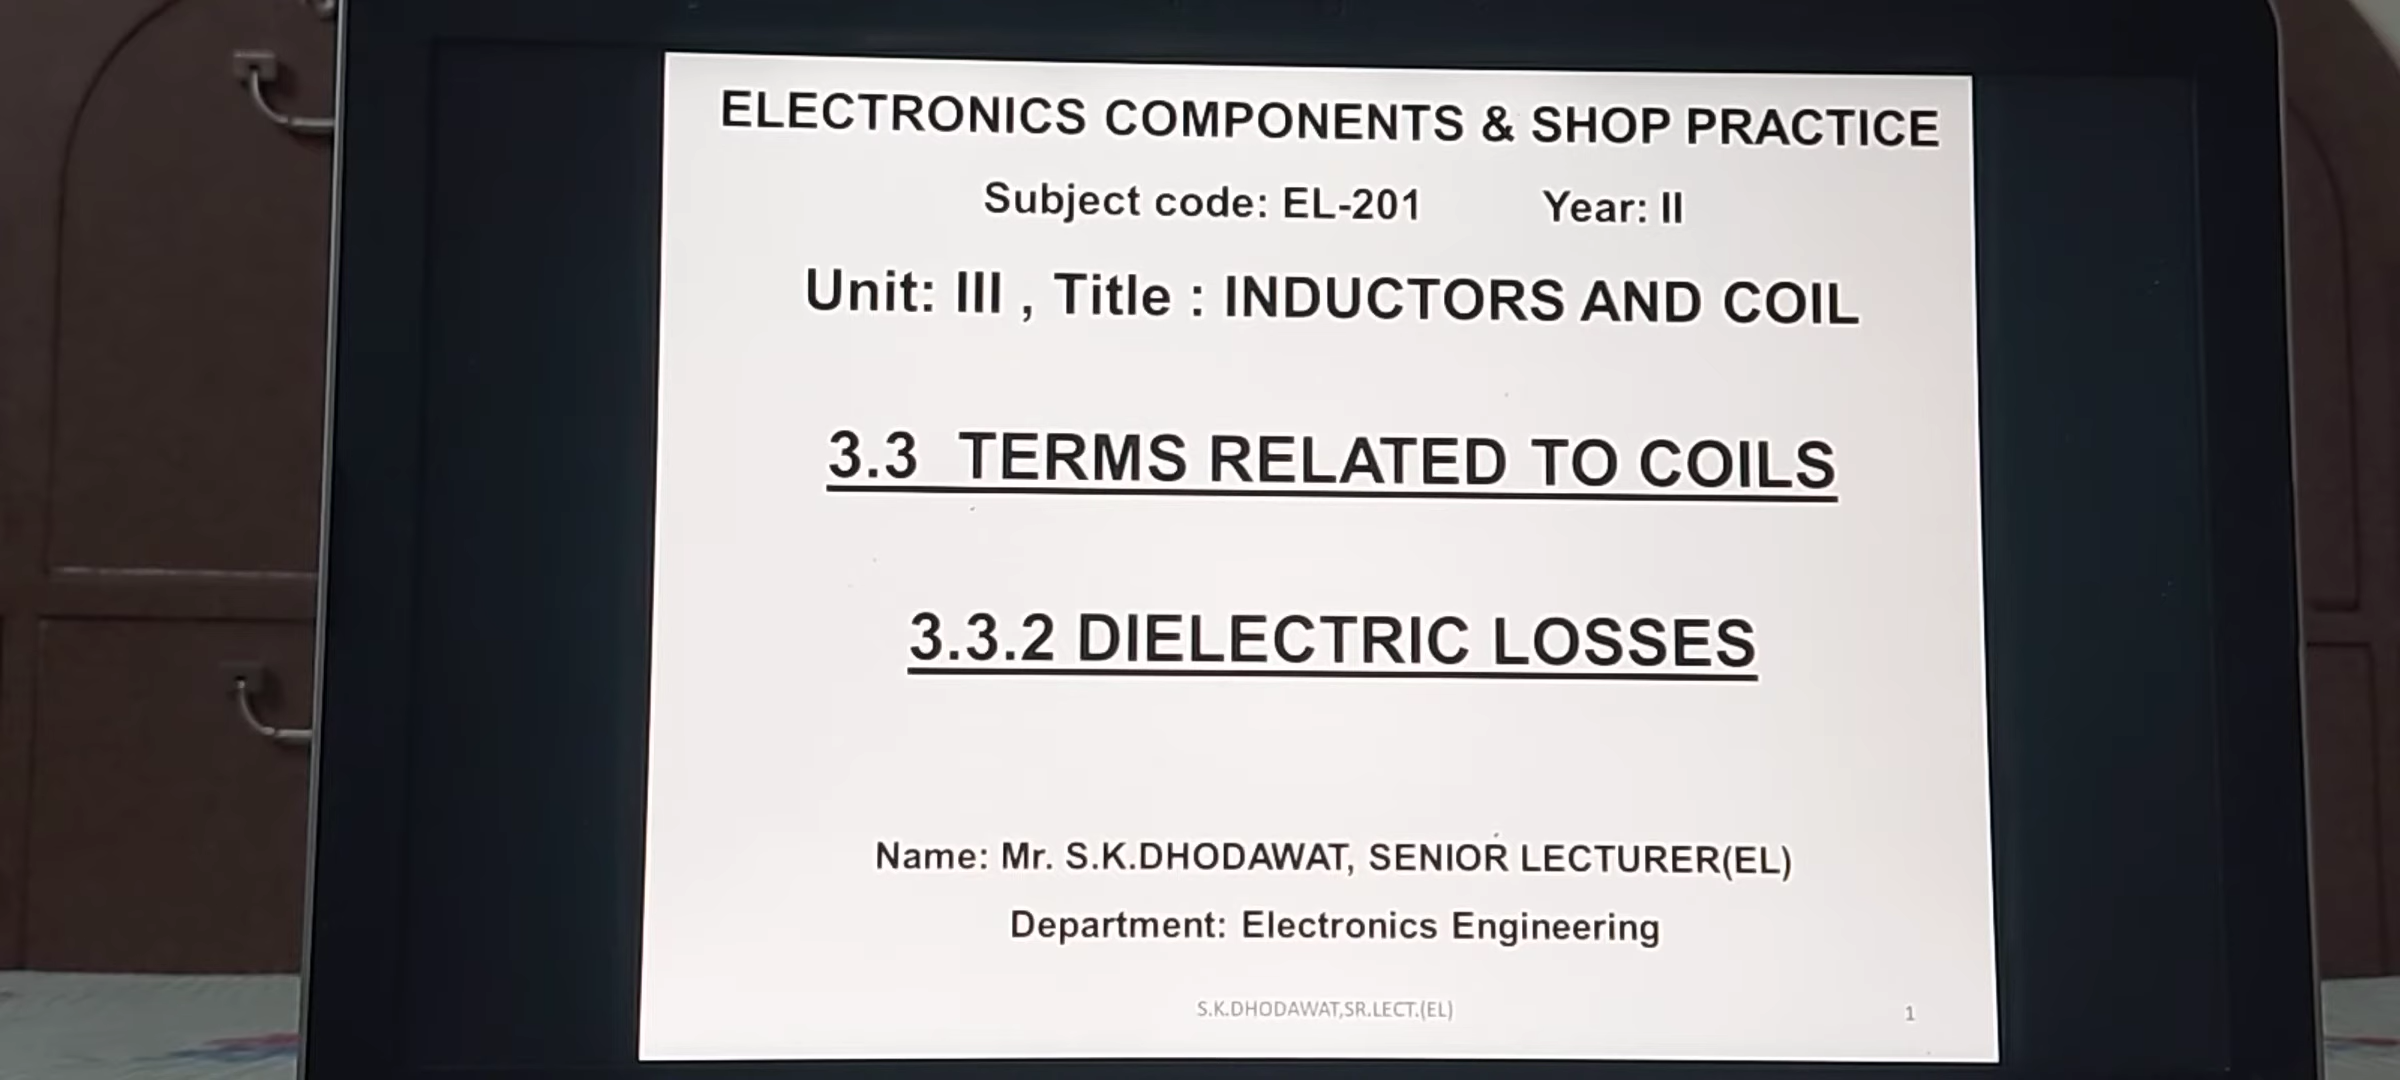 ELECTRONICS COMPONENTS & SHOP PRACTICE
Subject code: EL-201 Year: II
Unit: III , Title : INDUCTORS AND COIL
3.3 TERMS RELATED TO COILS
3.3.2 DIELECTRIC LOSSES
Name: Mr. S.K.DHODAWAT, SENIOR LECTURER(EL)
Department: Electronics Engineering
S.K.DHODAWAT,SR.LECT.(EL) 1